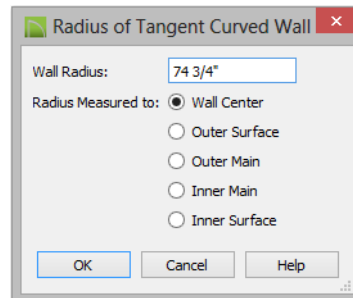 Radius of Tangent Curved Wall
Wall Radius: 74 3/4"
Radius Measured to: Wall Center
Outer Surface
Outer Main
Inner Main
Inner Surface
OK Cancel Help